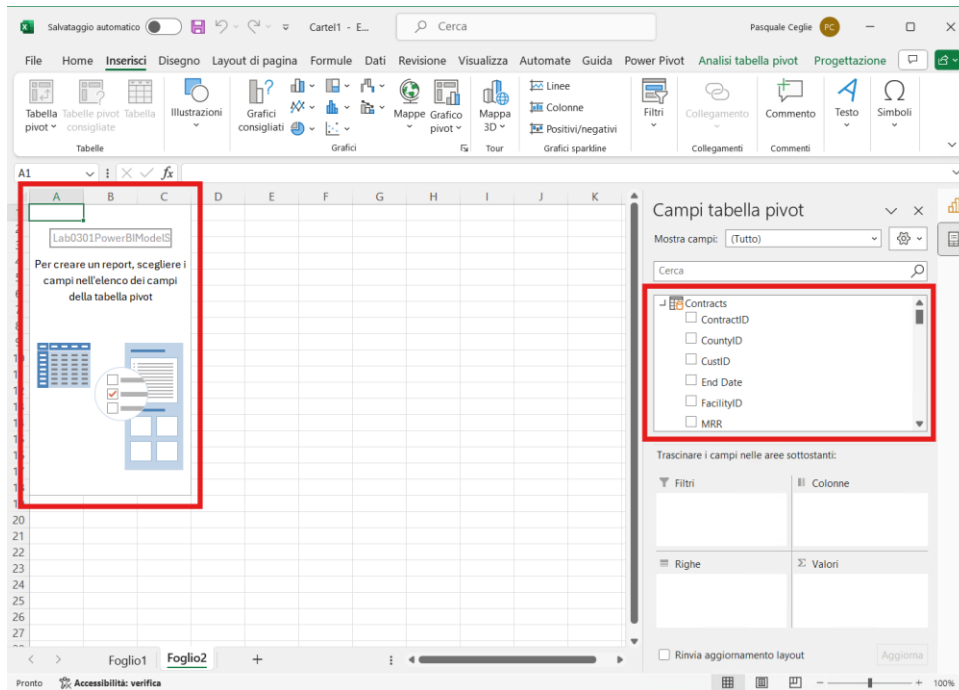 Salvataggio automatico Cartel1 - E... Cerca Pasquale Ceglie PC
File Home Inserisci Disegno Layout di pagina Formule Dati Revisione Visualizza Automate Guida Power Pivot Analisi tabella pivot Progettazione
Tabella pivot
Tabelle pivot consigliate
Tabella
Tabelle
Illustrazioni
Grafici consigliati
Grafici
Mappe
Grafico pivot
Mappa 3D
Tour
Linee
Colonne
Positivi/negativi
Grafici sparkline
Filtri
Collegamento
Collegamenti
Commento
Commenti
Testo
Simboli
A1 fx
A B C D E F G H I J K
Lab0301PowerBIModelS
Per creare un report, scegliere i
campi nell'elenco dei campi
della tabella pivot
20
21
22
23
24
25
26
27
Campi tabella pivot
Mostra campi: (Tutto)
Cerca
Contracts
ContractID
CountyID
CustID
End Date
FacilityID
MRR
Trascinare i campi nelle aree sottostanti:
Filtri Colonne
Righe Σ Valori
Rinvia aggiornamento layout Aggiorna
Foglio1 Foglio2 +
Pronto Accessibilità: verifica 100%